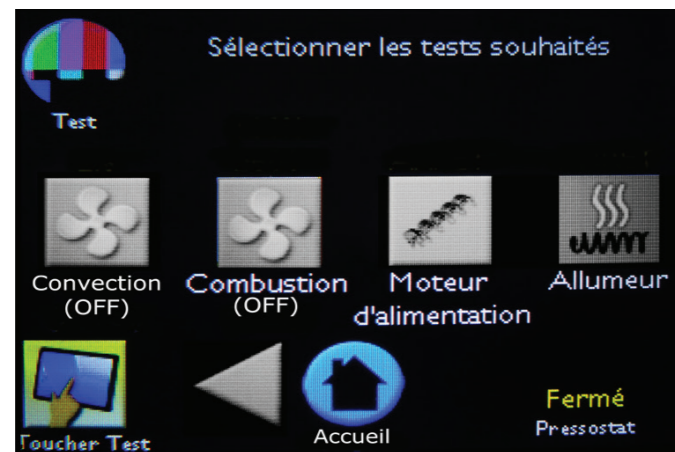 Sélectionner les tests souhaités
Test
Convection
(OFF)
Combustion
(OFF)
Moteur
d'alimentation
Allumeur
Toucher Test
Accueil
Fermé
Pressostat